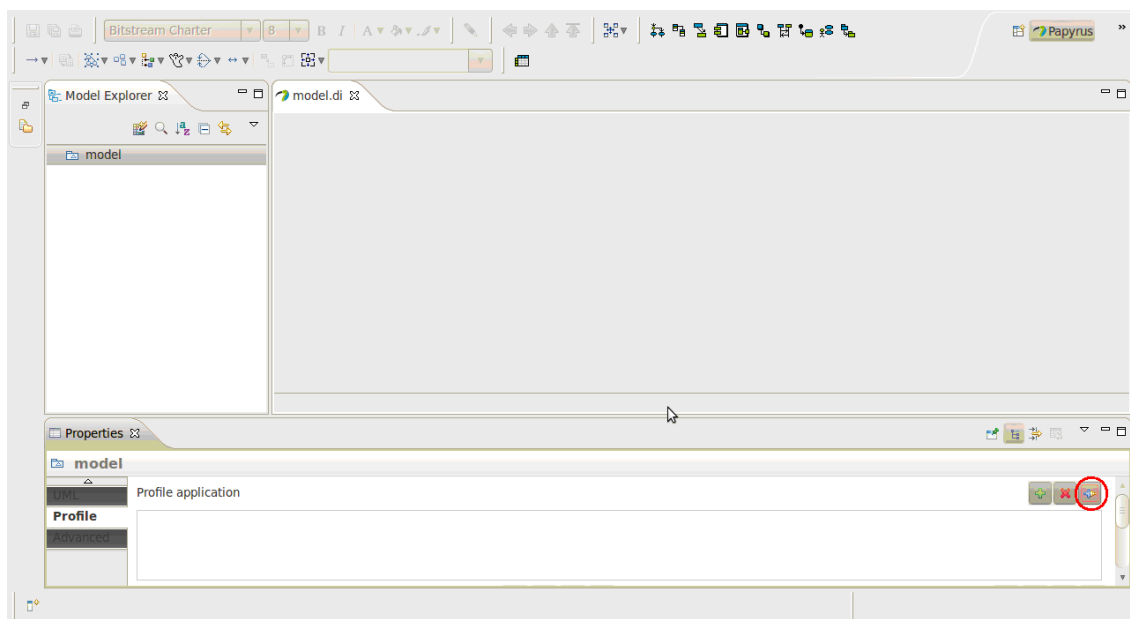 Bitstream Charter 8 B I A Papyrus »
Model Explorer model.di
model
Properties
model
UML Profile application
Profile
Advanced